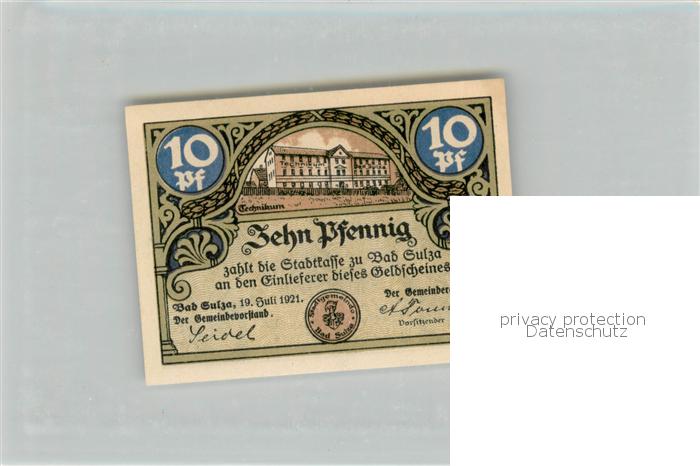 10 Pf
10 Pf
Technikum
Technikum
Zehn Pfennig
zahlt die Stadtkasse zu Bad Sulza
an den Einlieferer dieses Geldscheines
Bad Sulza, 19. Juli 1921.
Der Gemeindevorstand.
Der
Seidel
Vorsitzender
Stadtgemeinde
Bad Sulza
privacy protection
Datenschutz